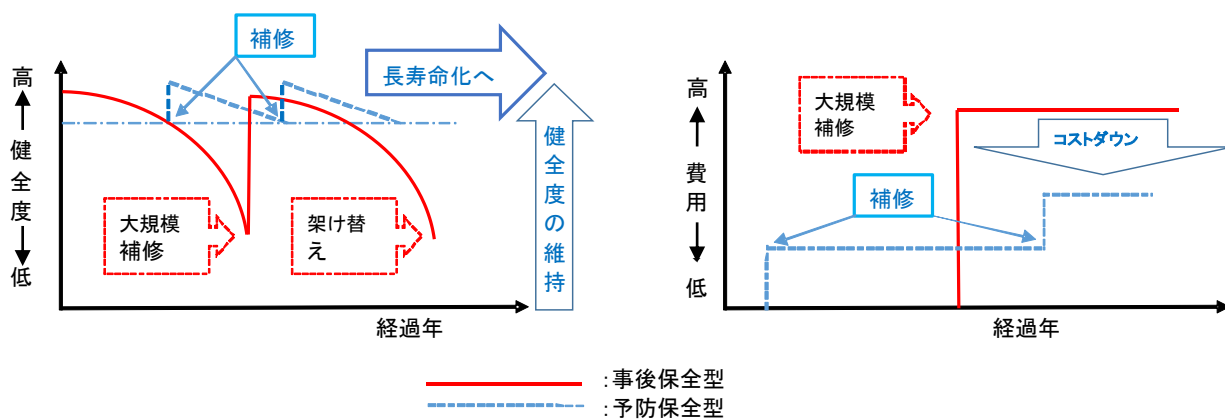 補修
長寿命化へ
高
健全度
低
大規模
補修
架け替
え
健全度の維持
経過年
高
費用
低
大規模
補修
コストダウン
補修
経過年
:事後保全型
:予防保全型